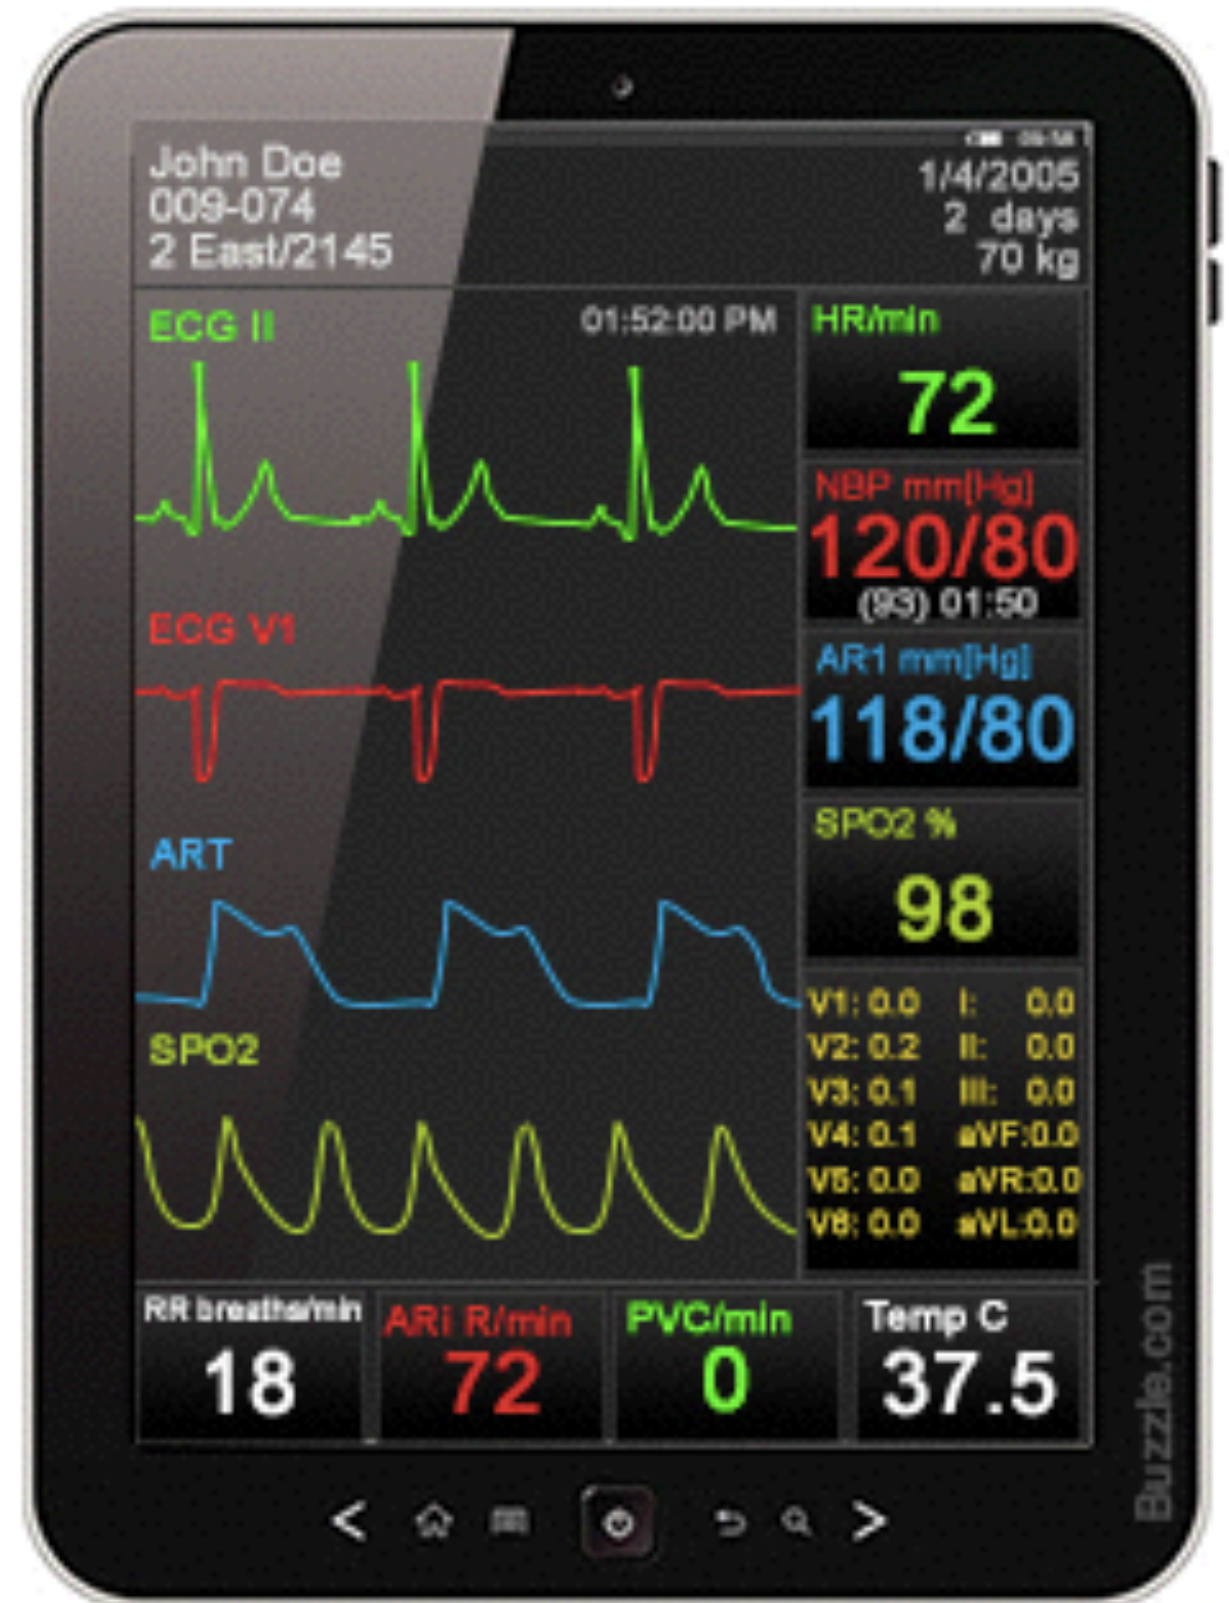 John Doe
009-074
2 East/2145
1/4/2005
2 days
70 kg
ECG II
01:52:00 PM
HR/min
72
NBP mm[Hg]
120/80
(93) 01:50
ECG V1
AR1 mm[Hg]
118/80
ART
SPO2 %
98
SPO2
V1: 0.0 I: 0.0
V2: 0.2 II: 0.0
V3: 0.1 III: 0.0
V4: 0.1 aVF:0.0
V5: 0.0 aVR:0.0
V6: 0.0 aVL:0.0
RR breaths/min
18
ARi R/min
72
PVC/min
0
Temp C
37.5
Buzzle.com